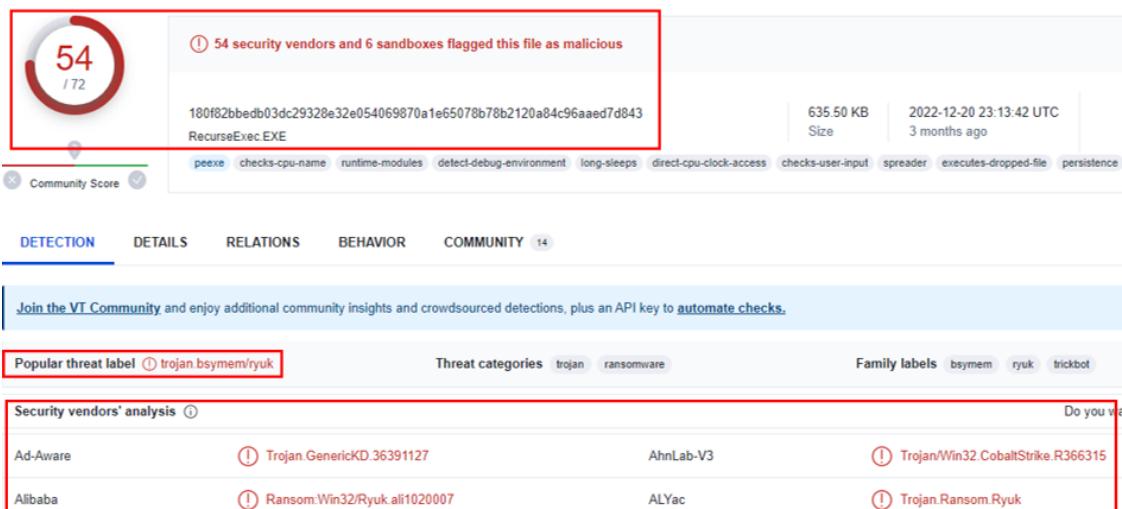 54
/ 72
Community Score
54 security vendors and 6 sandboxes flagged this file as malicious
180f82bbedb03dc29328e32e054069870a1e65078b78b2120a84c96aaed7d843
RecurseExec.EXE
635.50 KB
Size
2022-12-20 23:13:42 UTC
3 months ago
peexe checks-cpu-name runtime-modules detect-debug-environment long-sleeps direct-cpu-clock-access checks-user-input spreader executes-dropped-file persistence
DETECTION DETAILS RELATIONS BEHAVIOR COMMUNITY 14
Join the VT Community and enjoy additional community insights and crowdsourced detections, plus an API key to automate checks.
Popular threat label trojan.bsymem/ryuk Threat categories trojan ransomware Family labels bsymem ryuk trickbot
Security vendors' analysis Do you wa
Ad-Aware Trojan.GenericKD.36391127 AhnLab-V3 Trojan/Win32.CobaltStrike.R366315
Alibaba Ransom:Win32/Ryuk.ali1020007 ALYac Trojan.Ransom.Ryuk